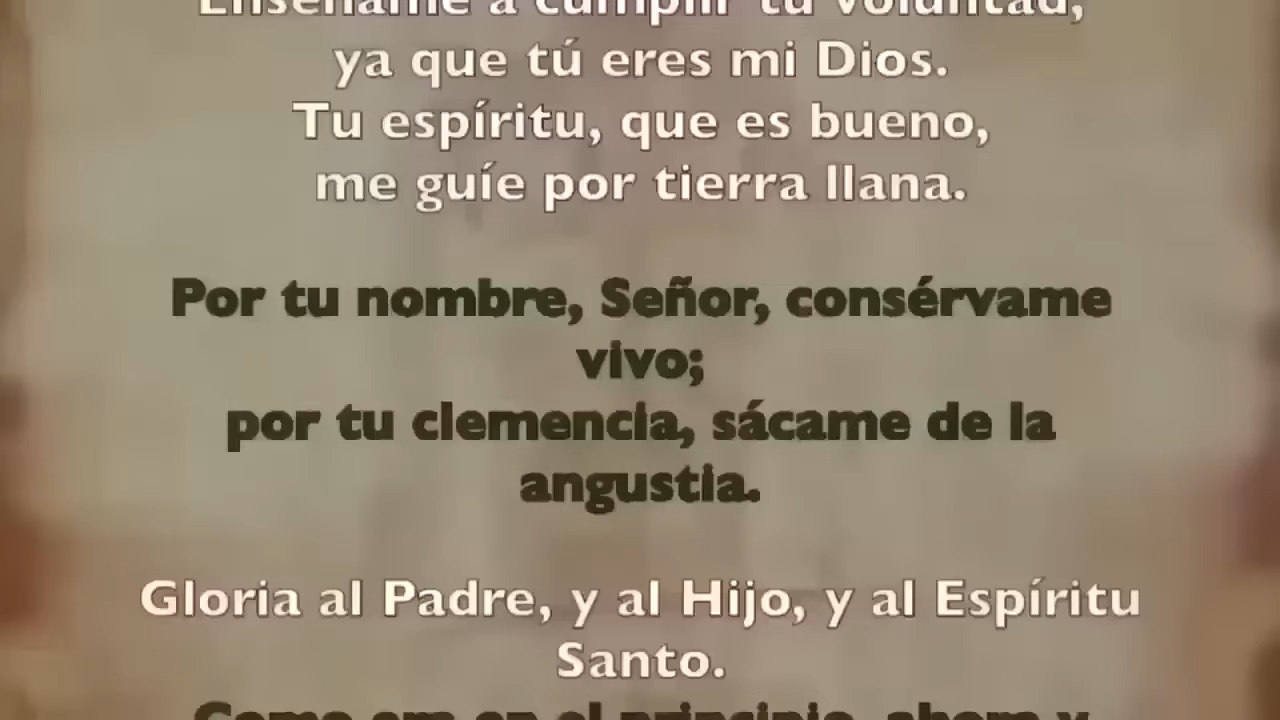 Enséñame a cumplir tu voluntad,
ya que tú eres mi Dios.
Tu espíritu, que es bueno,
me guíe por tierra llana.
Por tu nombre, Señor, consérvame
vivo;
por tu clemencia, sácame de la
angustia.
Gloria al Padre, y al Hijo, y al Espíritu
Santo.
Como era en el principio, ahora y